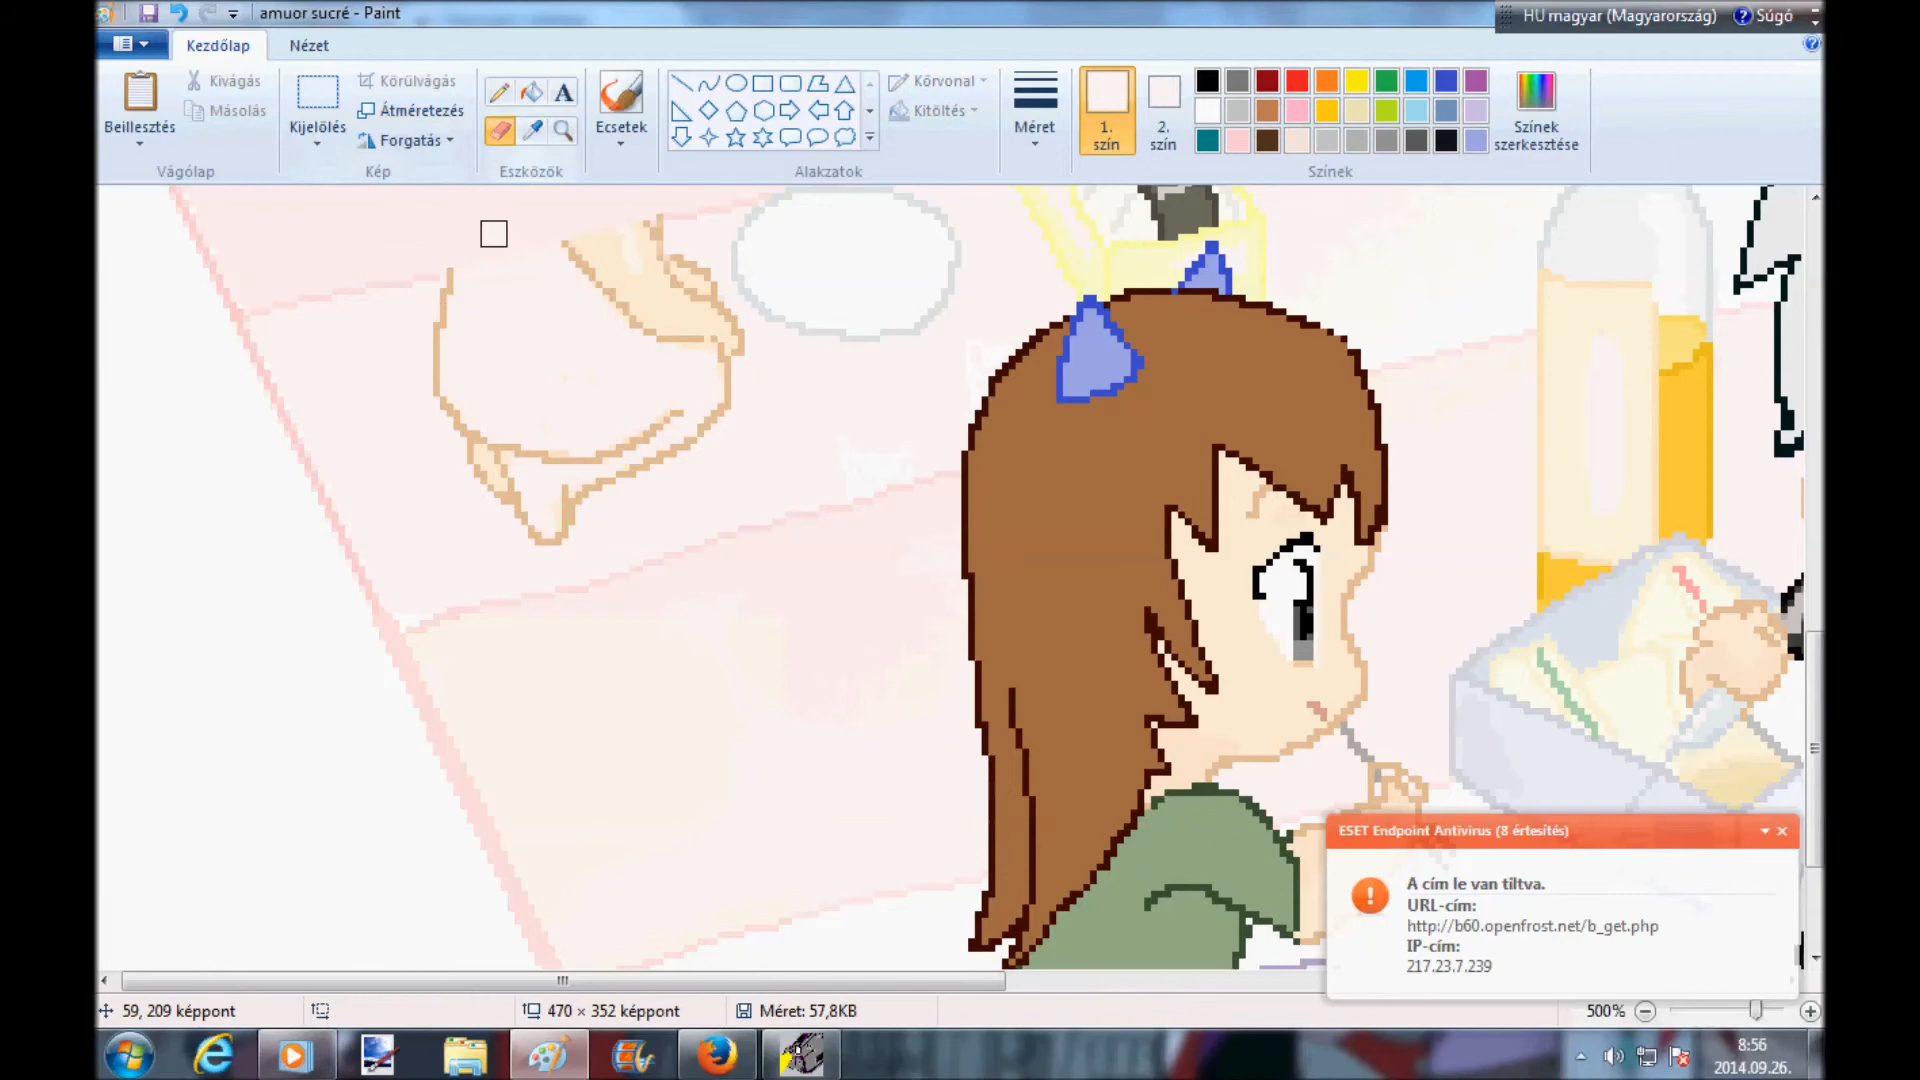 amuor sucré - Paint
HU magyar (Magyarország) Súgó
Kezdőlap Nézet
Beillesztés
Kivágás
Másolás
Vágólap
Kijelölés
Körülvágás
Átméretezés
Forgatás
Kép
A
Eszközök
Ecsetek
Alakzatok
Körvonal
Kitöltés
Méret
1.
szín
2.
szín
Színek
szerkesztése
Színek
ESET Endpoint Antivirus (8 értesítés)
A cím le van tiltva.
URL-cím:
http://b60.openfrost.net/b_get.php
IP-cím:
217.23.7.239
59, 209 képpont
470 × 352 képpont
Méret: 57,8KB
500%
8:56
2014.09.26.